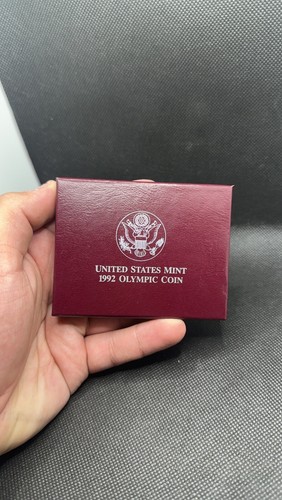 UNITED STATES MINT
1992 OLYMPIC COIN